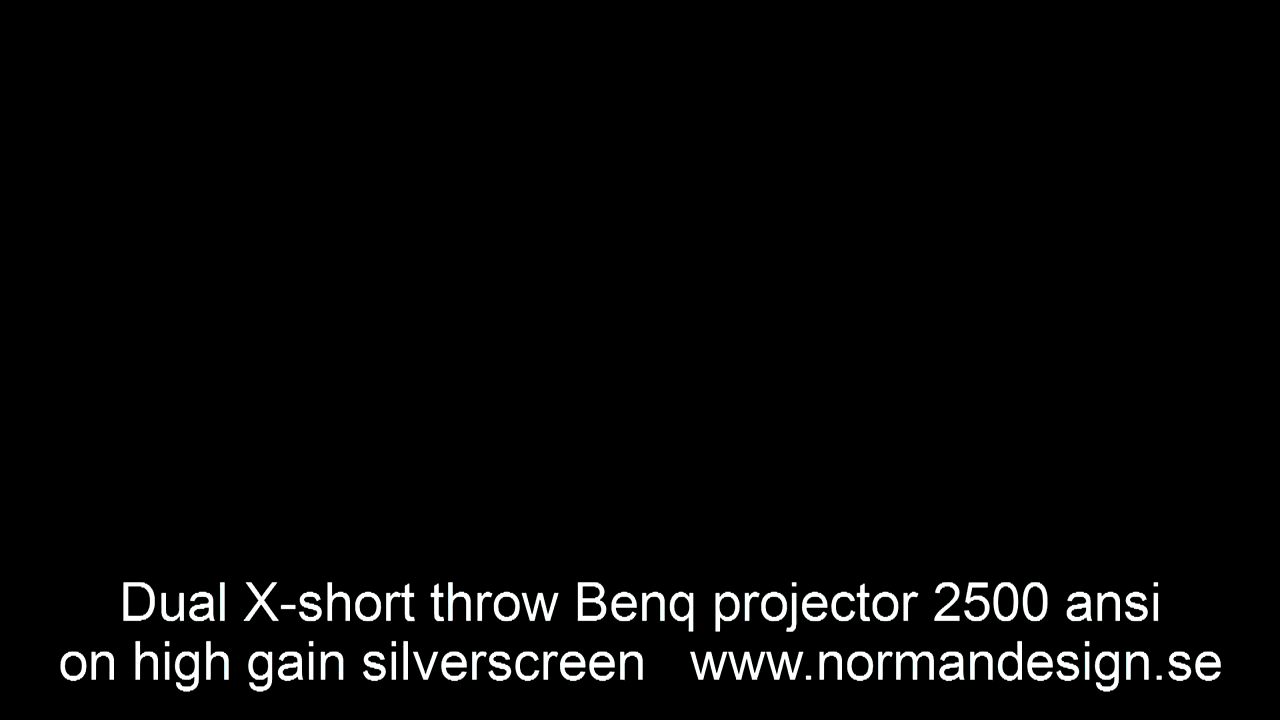 Dual X-short throw Benq projector 2500 ansi
on high gain silverscreen www.normandesign.se